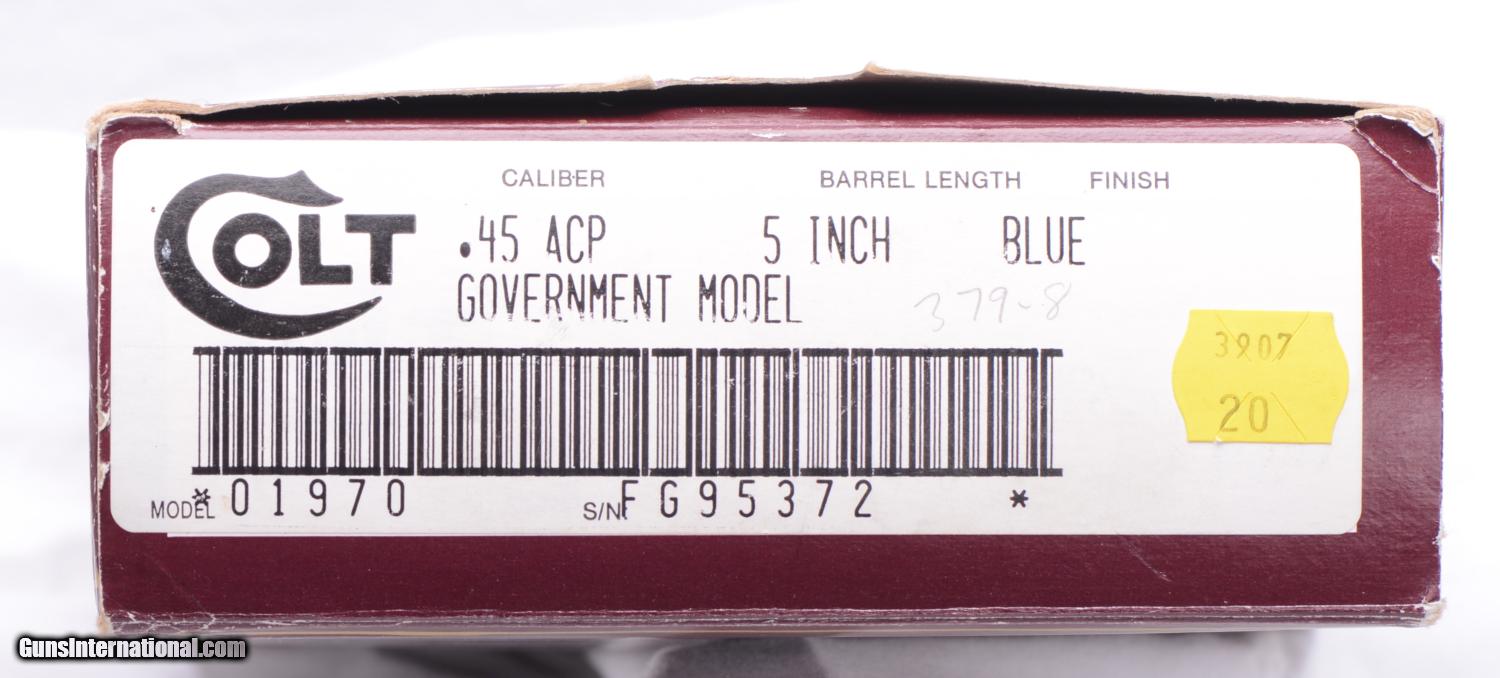 COLT
CALIBER BARREL LENGTH FINISH
.45 ACP 5 INCH BLUE
GOVERNMENT MODEL
379-8
3907
20
MODEL *01970 S/N FG95372 *
GunsInternational.com